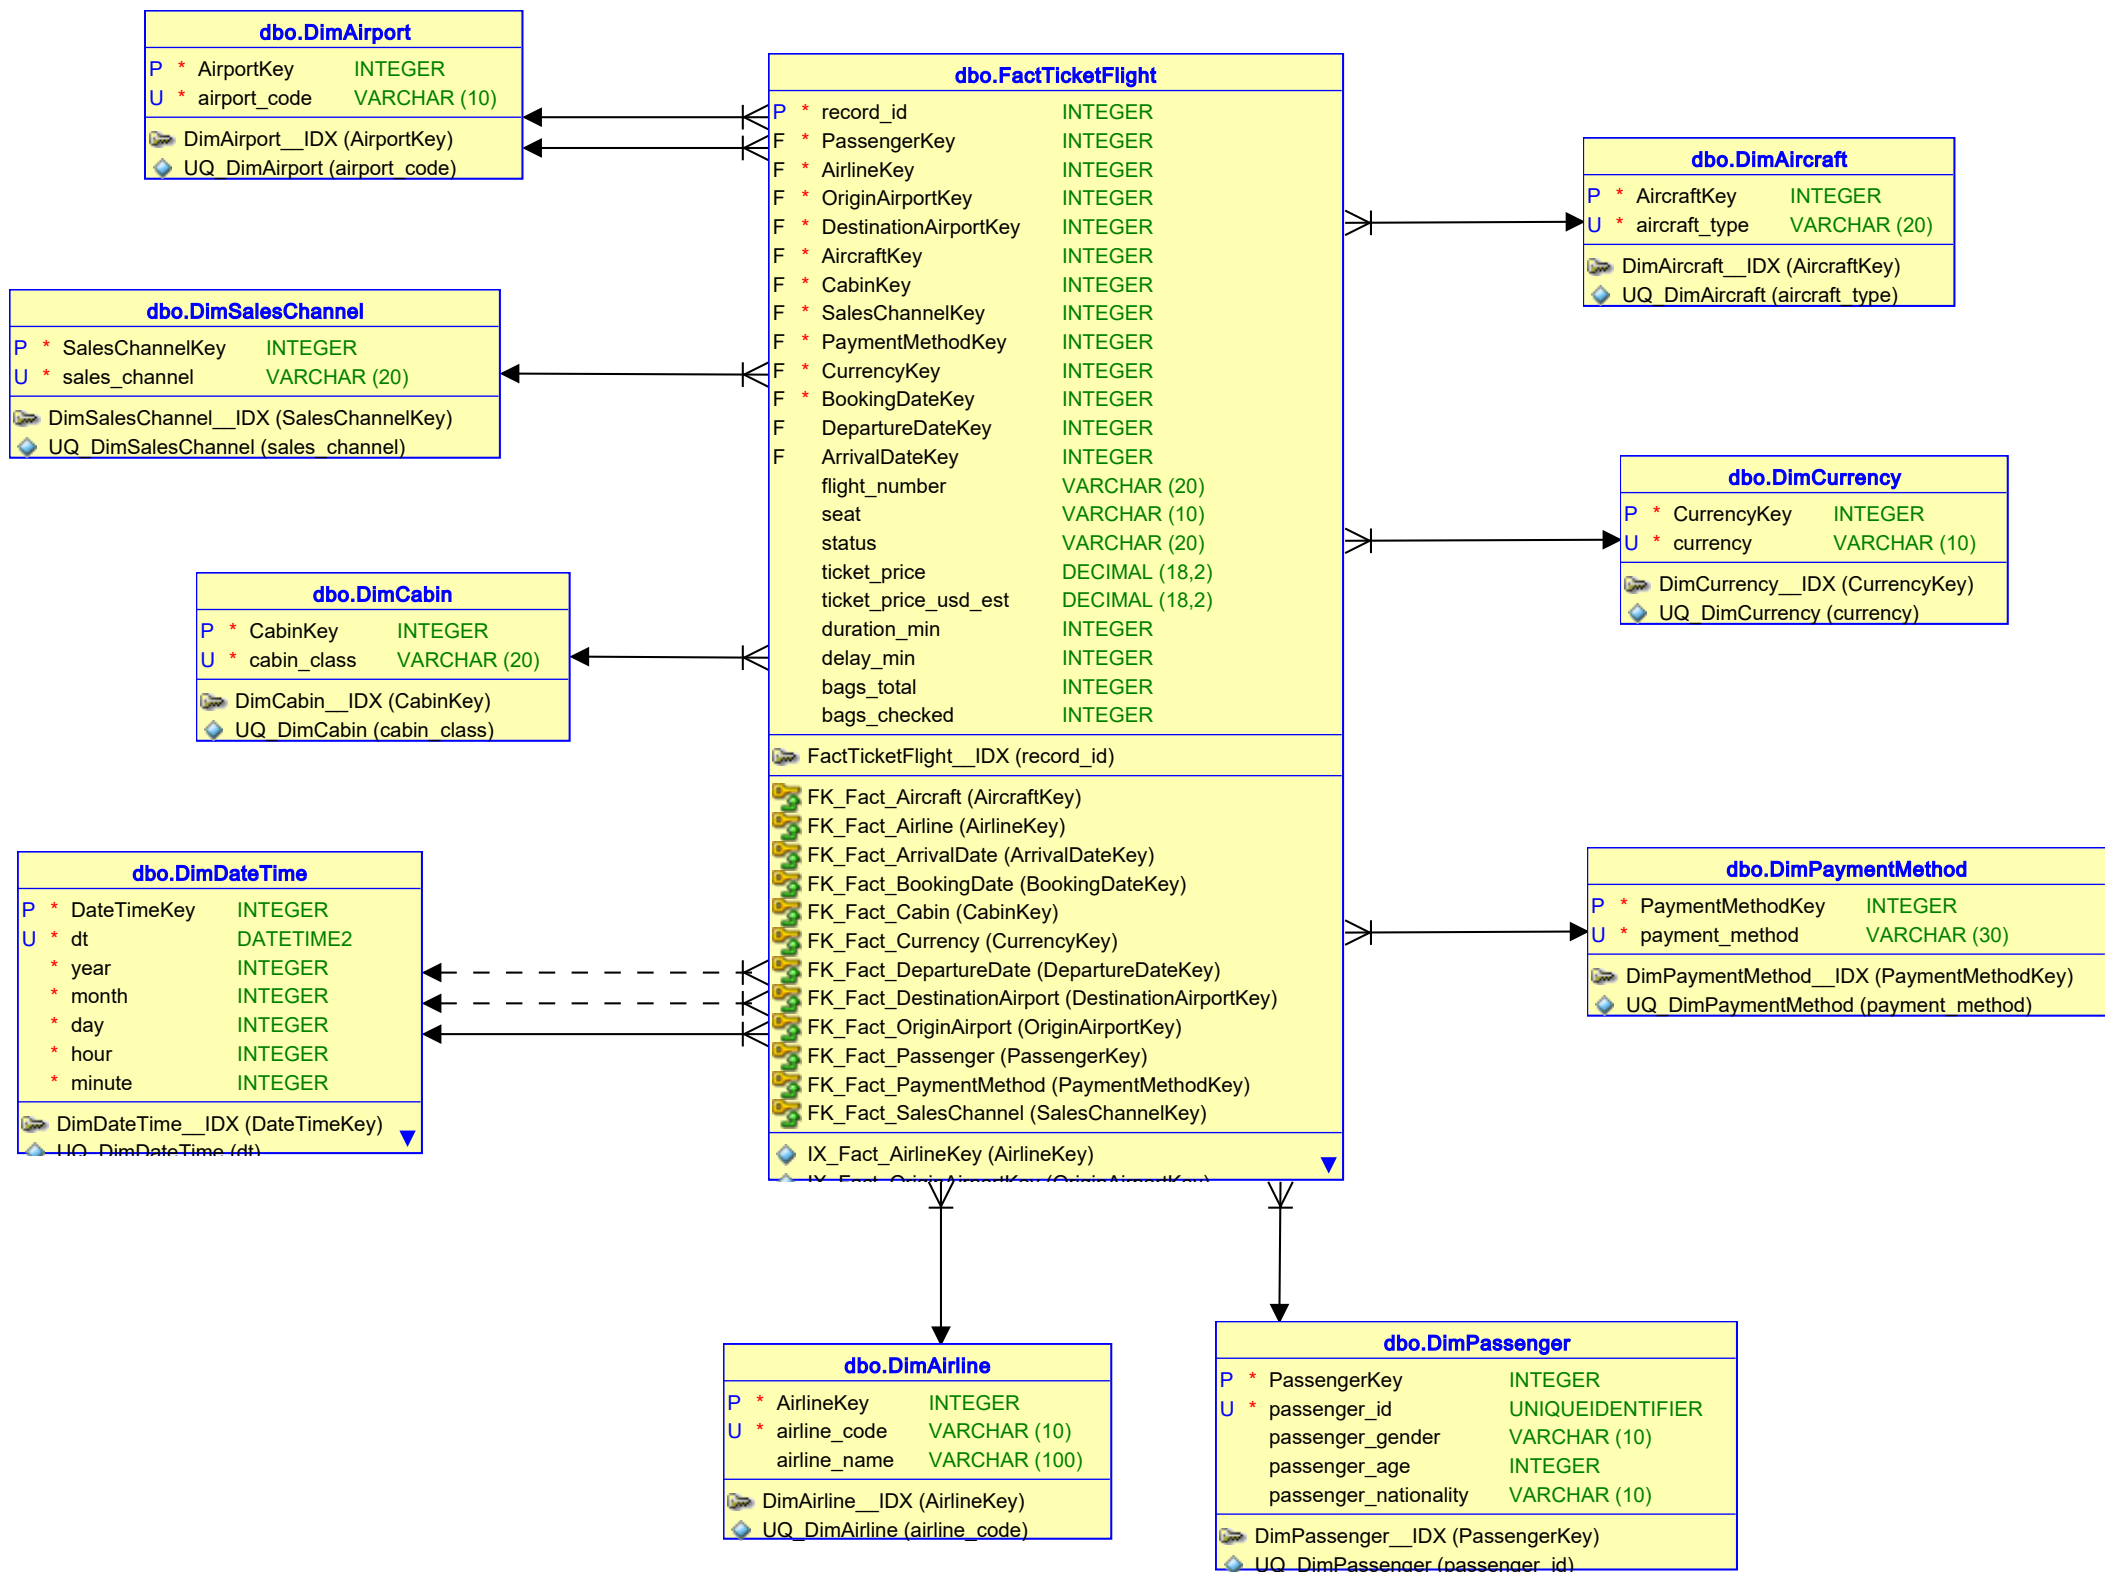 dbo.DimAirport
P * AirportKey INTEGER
U * airport_code VARCHAR (10)
DimAirport__IDX (AirportKey)
UQ_DimAirport (airport_code)
dbo.FactTicketFlight
P * record_id INTEGER
F * PassengerKey INTEGER
F * AirlineKey INTEGER
F * OriginAirportKey INTEGER
F * DestinationAirportKey INTEGER
F * AircraftKey INTEGER
F * CabinKey INTEGER
F * SalesChannelKey INTEGER
F * PaymentMethodKey INTEGER
F * CurrencyKey INTEGER
F * BookingDateKey INTEGER
F DepartureDateKey INTEGER
F ArrivalDateKey INTEGER
flight_number VARCHAR (20)
seat VARCHAR (10)
status VARCHAR (20)
ticket_price DECIMAL (18,2)
ticket_price_usd_est DECIMAL (18,2)
duration_min INTEGER
delay_min INTEGER
bags_total INTEGER
bags_checked INTEGER
FactTicketFlight__IDX (record_id)
FK_Fact_Aircraft (AircraftKey)
FK_Fact_Airline (AirlineKey)
FK_Fact_ArrivalDate (ArrivalDateKey)
FK_Fact_BookingDate (BookingDateKey)
FK_Fact_Cabin (CabinKey)
FK_Fact_Currency (CurrencyKey)
FK_Fact_DepartureDate (DepartureDateKey)
FK_Fact_DestinationAirport (DestinationAirportKey)
FK_Fact_OriginAirport (OriginAirportKey)
FK_Fact_Passenger (PassengerKey)
FK_Fact_PaymentMethod (PaymentMethodKey)
FK_Fact_SalesChannel (SalesChannelKey)
IX_Fact_AirlineKey (AirlineKey)
IX_Fact_OriginAirportKey (OriginAirportKey)
dbo.DimAircraft
P * AircraftKey INTEGER
U * aircraft_type VARCHAR (20)
DimAircraft__IDX (AircraftKey)
UQ_DimAircraft (aircraft_type)
dbo.DimSalesChannel
P * SalesChannelKey INTEGER
U * sales_channel VARCHAR (20)
DimSalesChannel__IDX (SalesChannelKey)
UQ_DimSalesChannel (sales_channel)
dbo.DimCurrency
P * CurrencyKey INTEGER
U * currency VARCHAR (10)
DimCurrency__IDX (CurrencyKey)
UQ_DimCurrency (currency)
dbo.DimCabin
P * CabinKey INTEGER
U * cabin_class VARCHAR (20)
DimCabin__IDX (CabinKey)
UQ_DimCabin (cabin_class)
dbo.DimDateTime
P * DateTimeKey INTEGER
U * dt DATETIME2
* year INTEGER
* month INTEGER
* day INTEGER
* hour INTEGER
* minute INTEGER
DimDateTime__IDX (DateTimeKey)
UQ_DimDateTime (dt)
dbo.DimPaymentMethod
P * PaymentMethodKey INTEGER
U * payment_method VARCHAR (30)
DimPaymentMethod__IDX (PaymentMethodKey)
UQ_DimPaymentMethod (payment_method)
dbo.DimAirline
P * AirlineKey INTEGER
U * airline_code VARCHAR (10)
airline_name VARCHAR (100)
DimAirline__IDX (AirlineKey)
UQ_DimAirline (airline_code)
dbo.DimPassenger
P * PassengerKey INTEGER
U * passenger_id UNIQUEIDENTIFIER
passenger_gender VARCHAR (10)
passenger_age INTEGER
passenger_nationality VARCHAR (10)
DimPassenger__IDX (PassengerKey)
UQ_DimPassenger (passenger_id)